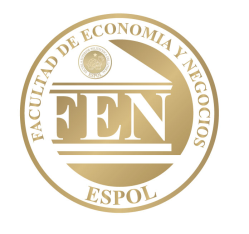 FACULTAD DE ECONOMIA Y NEGOCIOS
FEN
ESPOL